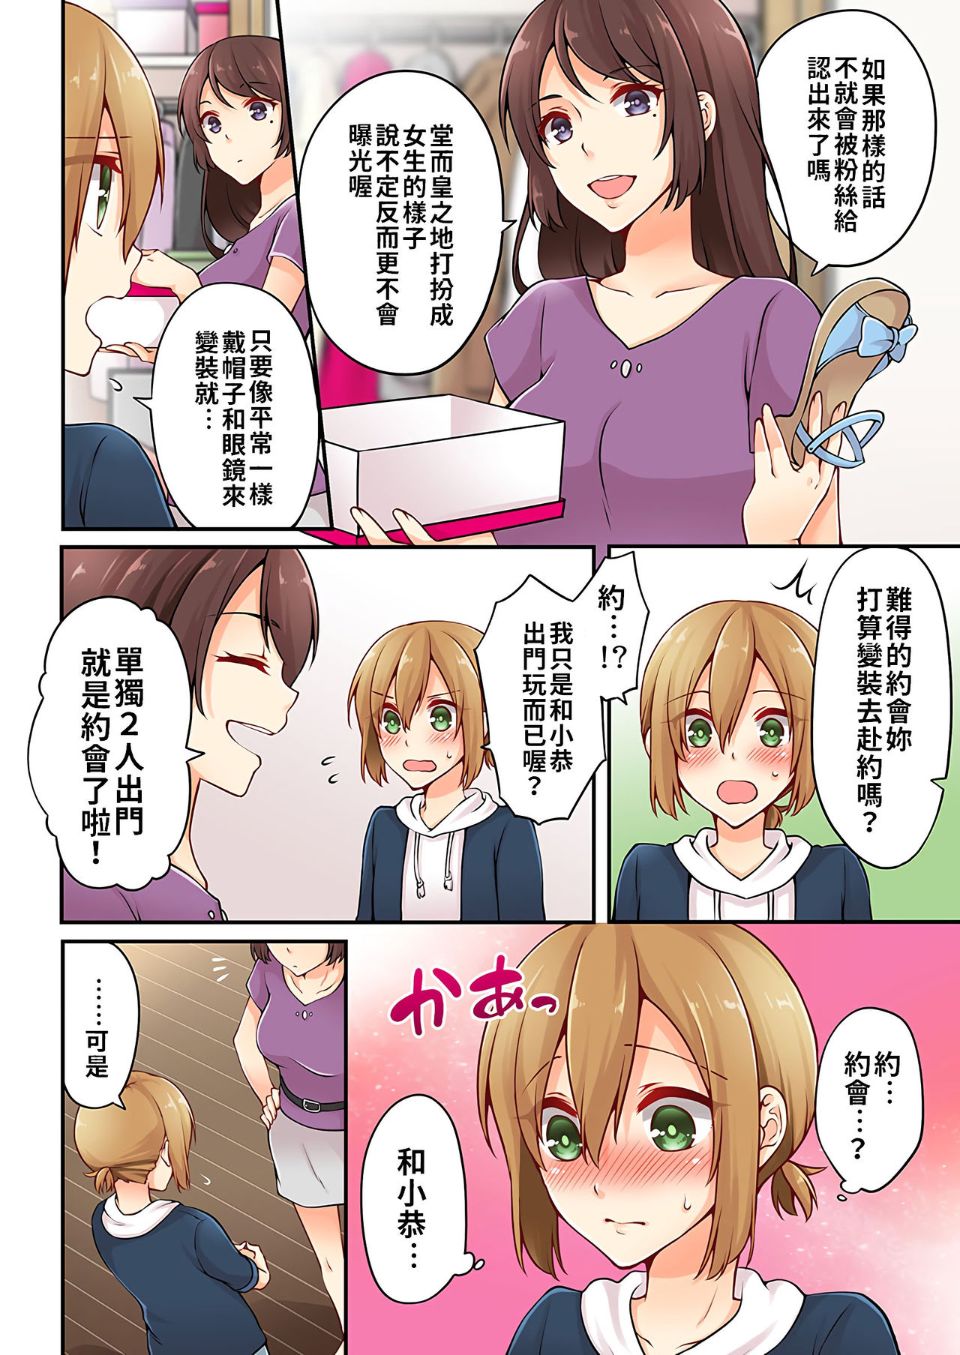 如果那樣的話
不就會被粉絲給
認出來了嗎
堂而皇之地打扮成
女生的樣子
說不定反而更不會
曝光喔
只要像平常一樣
戴帽子和眼鏡來
變裝就…
難得的約會妳
打算變裝去赴約嗎？
約…!?
我只是和小恭
出門玩而已喔？
單獨２人出門
就是約會了啦！
約…
約會…？
かあっ
和小恭…
……可是